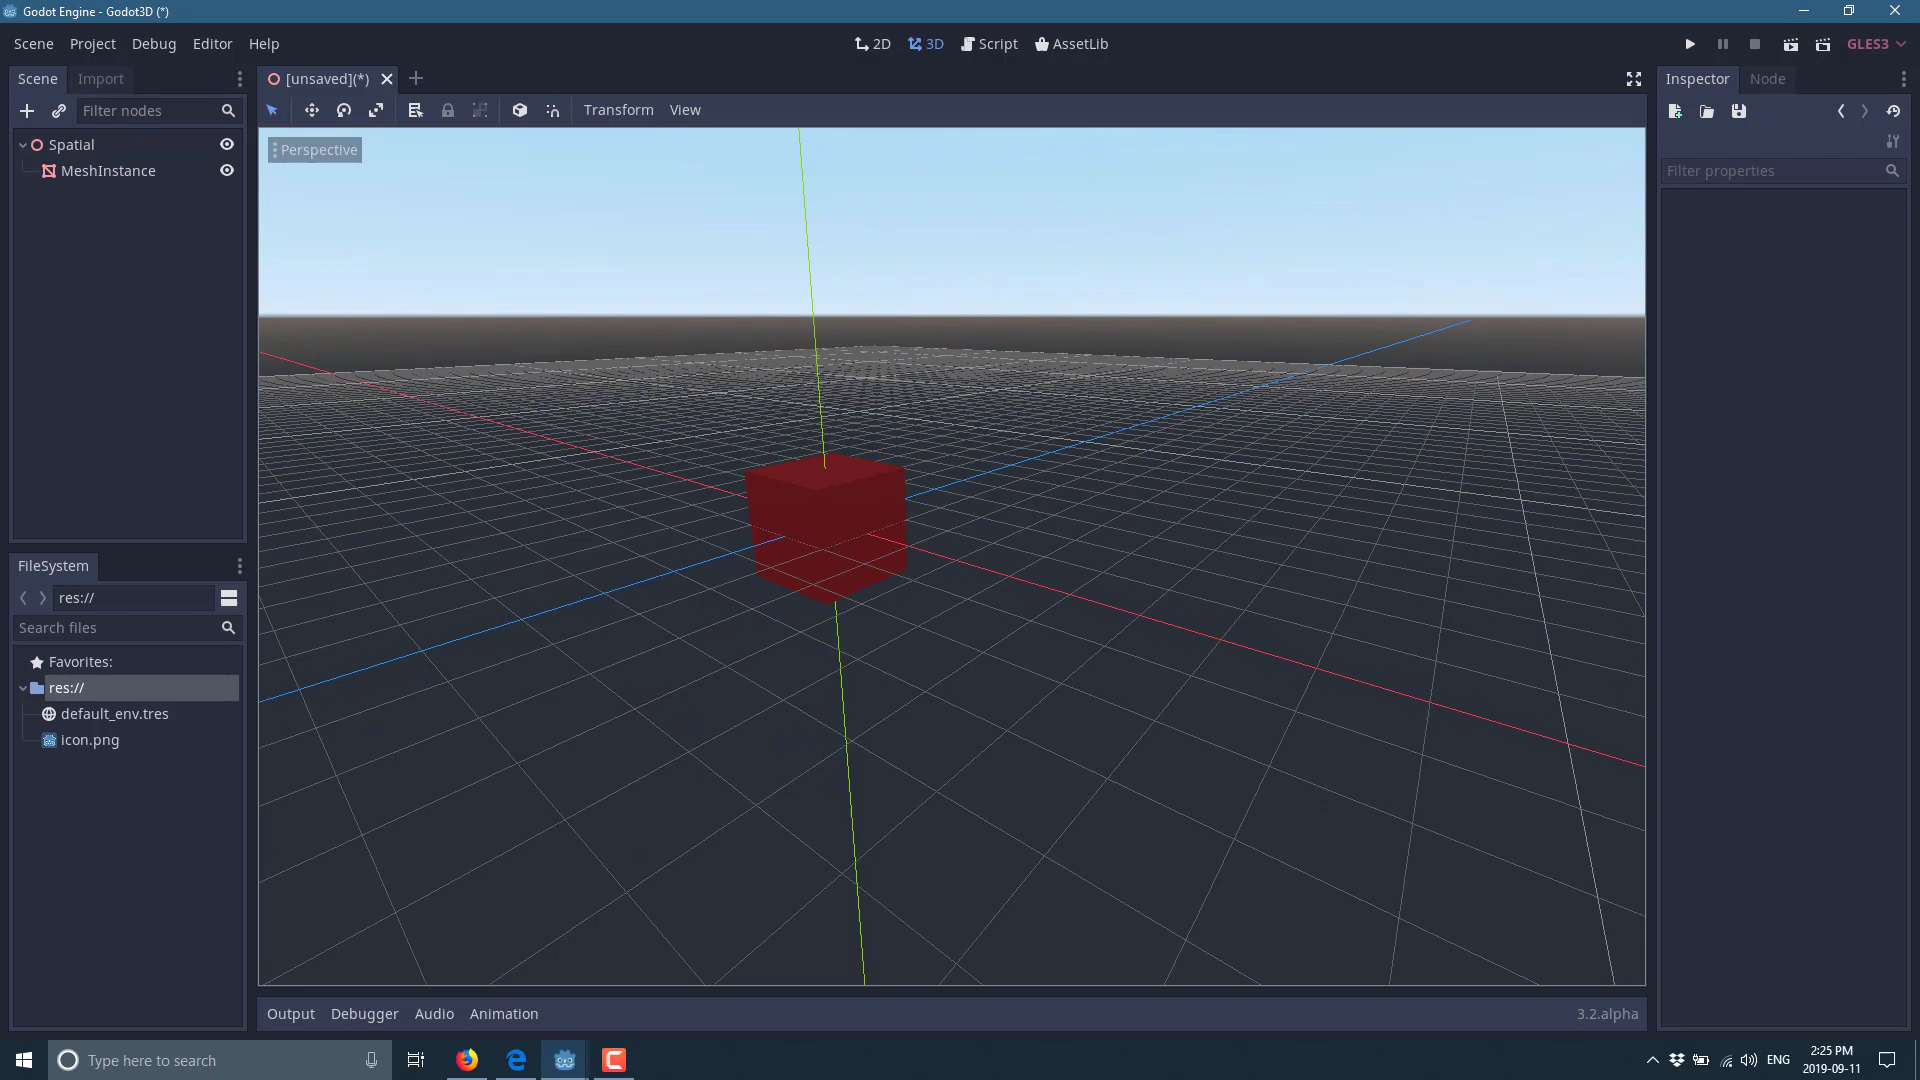 Godot Engine - Godot3D (*)
Scene Project Debug Editor Help
2D 3D Script AssetLib
GLES3
Scene Import
[unsaved](*)
Inspector Node
Filter nodes
Transform View
Spatial
MeshInstance
Perspective
Filter properties
FileSystem
res://
Search files
Favorites:
res://
default_env.tres
icon.png
Output Debugger Audio Animation
3.2.alpha
Type here to search
ENG
2:25 PM
2019-09-11